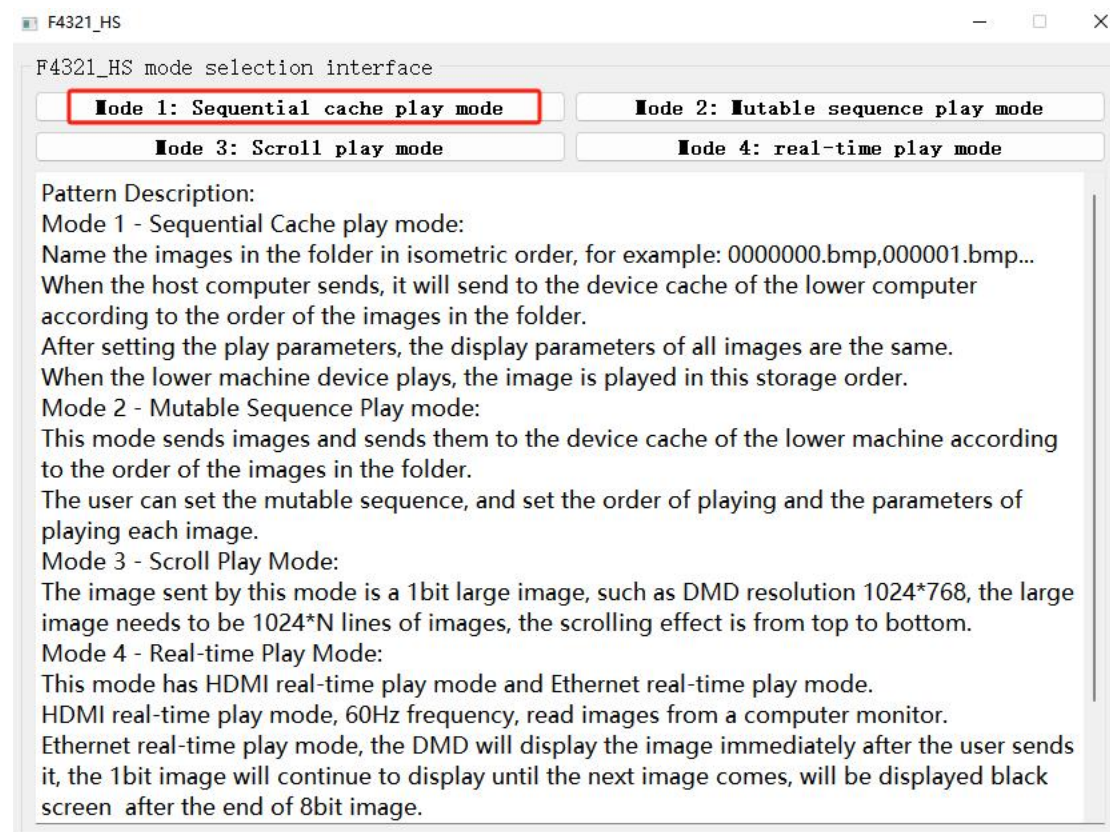 F4321_HS
F4321_HS mode selection interface
Mode 1: Sequential cache play mode
Mode 2: Mutable sequence play mode
Mode 3: Scroll play mode
Mode 4: real-time play mode
Pattern Description:
Mode 1 - Sequential Cache play mode:
Name the images in the folder in isometric order, for example: 0000000.bmp,000001.bmp...
When the host computer sends, it will send to the device cache of the lower computer
according to the order of the images in the folder.
After setting the play parameters, the display parameters of all images are the same.
When the lower machine device plays, the image is played in this storage order.
Mode 2 - Mutable Sequence Play mode:
This mode sends images and sends them to the device cache of the lower machine according
to the order of the images in the folder.
The user can set the mutable sequence, and set the order of playing and the parameters of
playing each image.
Mode 3 - Scroll Play Mode:
The image sent by this mode is a 1bit large image, such as DMD resolution 1024*768, the large
image needs to be 1024*N lines of images, the scrolling effect is from top to bottom.
Mode 4 - Real-time Play Mode:
This mode has HDMI real-time play mode and Ethernet real-time play mode.
HDMI real-time play mode, 60Hz frequency, read images from a computer monitor.
Ethernet real-time play mode, the DMD will display the image immediately after the user sends
it, the 1bit image will continue to display until the next image comes, will be displayed black
screen  after the end of 8bit image.